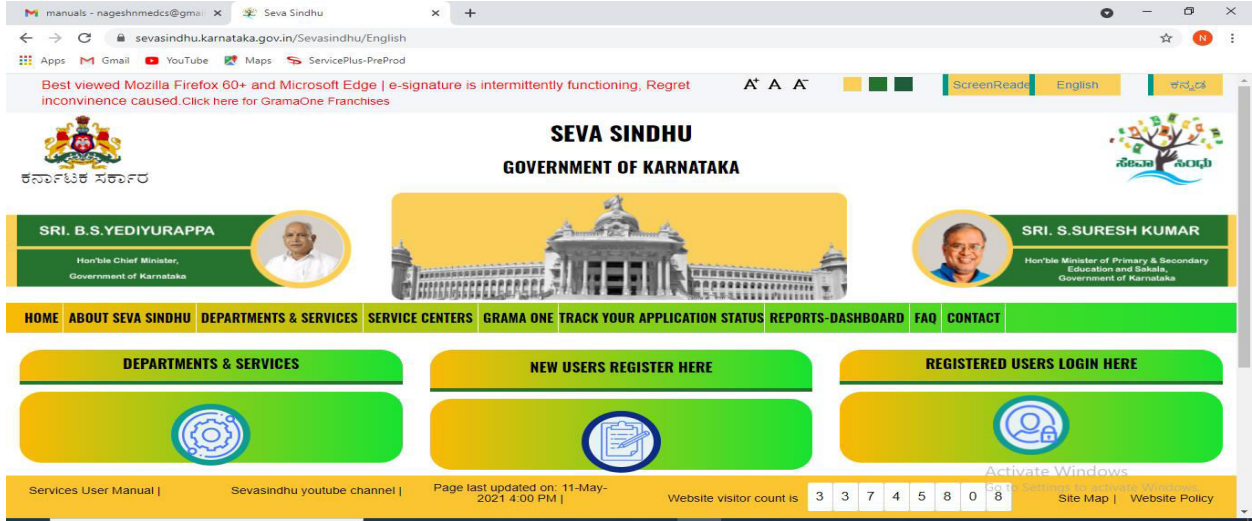 manuals - nageshnmedcs@gmai
Seva Sindhu
sevasindhu.karnataka.gov.in/Sevasindhu/English
N
Apps Gmail YouTube Maps ServicePlus-PreProd
Best viewed Mozilla Firefox 60+ and Microsoft Edge | e-signature is intermittently functioning, Regret
inconvinence caused.Click here for GramaOne Franchises
A+ A A-
ScreenReade English ಕನ್ನಡ
SEVA SINDHU
GOVERNMENT OF KARNATAKA
ಕರ್ನಾಟಕ ಸರ್ಕಾರ
ಸೇವಾ ಸಿಂಧು
SRI. B.S.YEDIYURAPPA
Hon'ble Chief Minister,
Government of Karnataka
SRI. S.SURESH KUMAR
Hon'ble Minister of Primary & Secondary
Education and Sakala,
Government of Karnataka
HOME ABOUT SEVA SINDHU DEPARTMENTS & SERVICES SERVICE CENTERS GRAMA ONE TRACK YOUR APPLICATION STATUS REPORTS-DASHBOARD FAQ CONTACT
DEPARTMENTS & SERVICES
NEW USERS REGISTER HERE
REGISTERED USERS LOGIN HERE
Activate Windows
Go to Settings to activate Windows.
Services User Manual |
Sevasindhu youtube channel |
Page last updated on: 11-May-
2021 4:00 PM |
Website visitor count is 3 3 7 4 5 8 0 8
Site Map | Website Policy